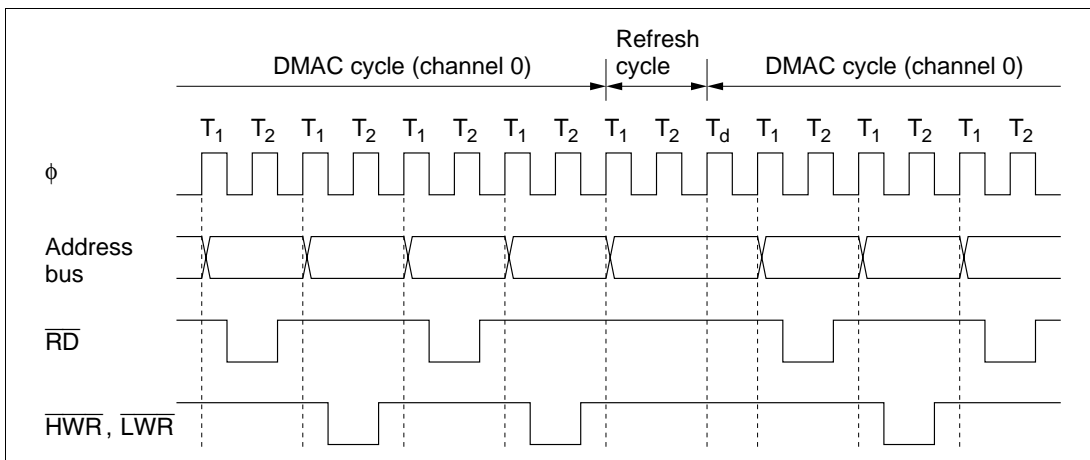 Refresh
DMAC cycle (channel 0) cycle DMAC cycle (channel 0)
T1 T2 T1 T2 T1 T2 T1 T2 T1 T2 Td T1 T2 T1 T2 T1 T2
ϕ
Address
bus
RD
HWR, LWR